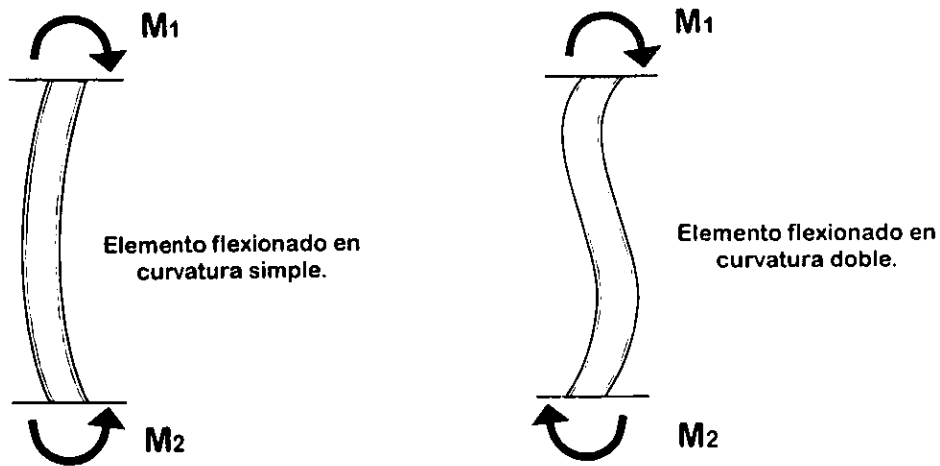 M1
Elemento flexionado en
curvatura simple.
M2
M1
Elemento flexionado en
curvatura doble.
M2